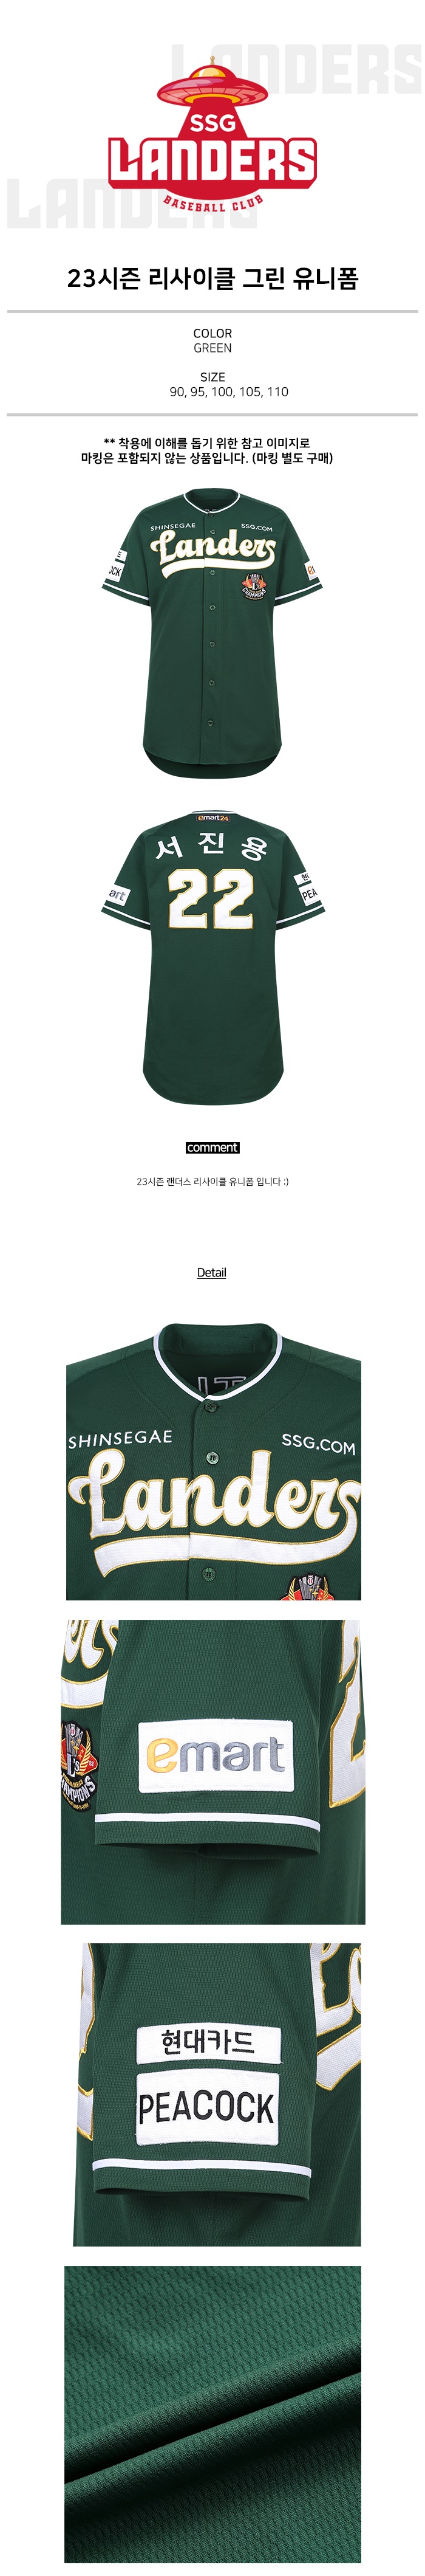 LANDERS
SSG
LANDERS
BASEBALL CLUB
LANDERS
23시즌 리사이클 그린 유니폼
COLOR
GREEN
SIZE
90, 95, 100, 105, 110
** 착용에 이해를 돕기 위한 참고 이미지로
마킹은 포함되지 않는 상품입니다. (마킹 별도 구매)
SHINSEGAE
SSG.COM
Landers
CHAMPIONS
emart24
서진용
22
art
PEA
comment
23시즌 랜더스 리사이클 유니폼 입니다 :)
Detail
SHINSEGAE
SSG.COM
Landers
emart
CHAMPIONS
현대카드
PEACOCK